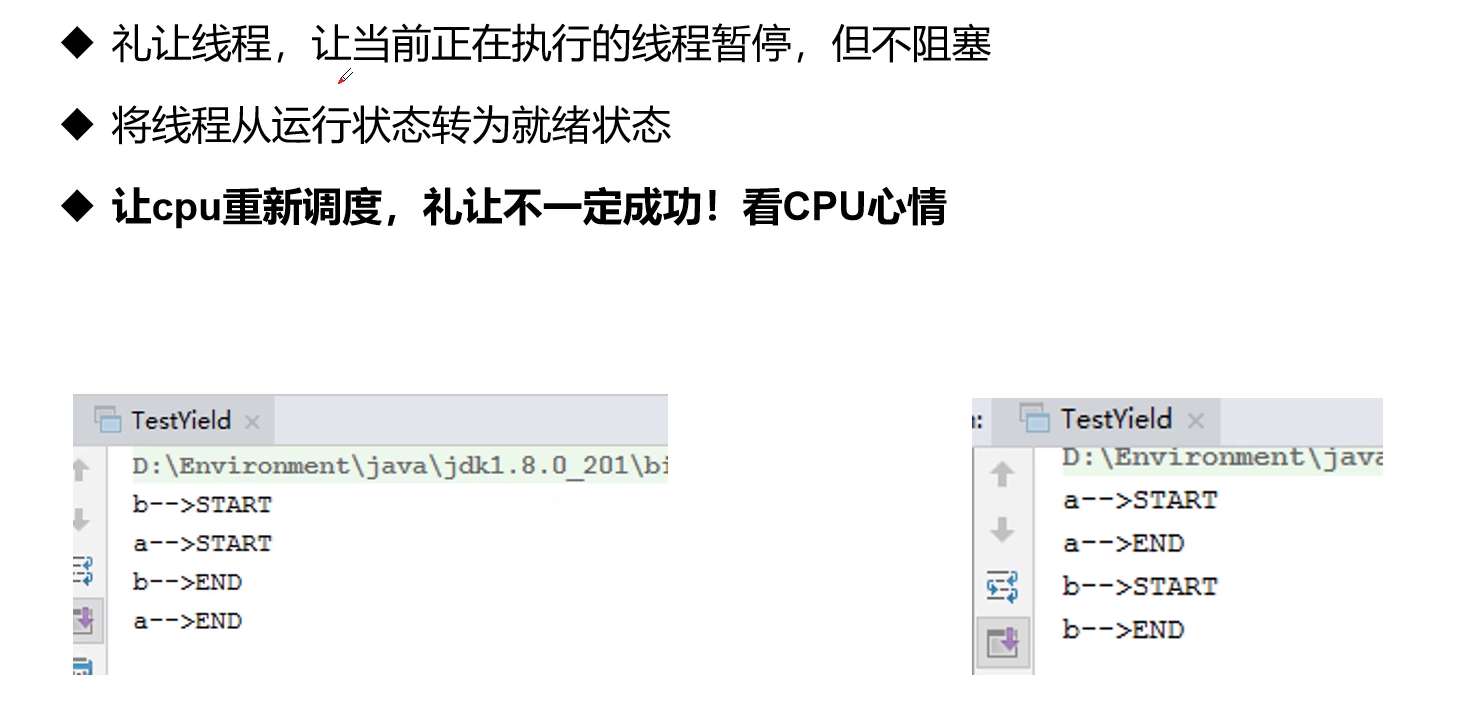 ◆ 礼让线程，让当前正在执行的线程暂停，但不阻塞
◆ 将线程从运行状态转为就绪状态
◆ 让cpu重新调度，礼让不一定成功！看CPU心情
TestYield ×
D:\Environment\java\jdk1.8.0_201\bi
b-->START
a-->START
b-->END
a-->END
TestYield ×
D:\Environment\java
a-->START
a-->END
b-->START
b-->END